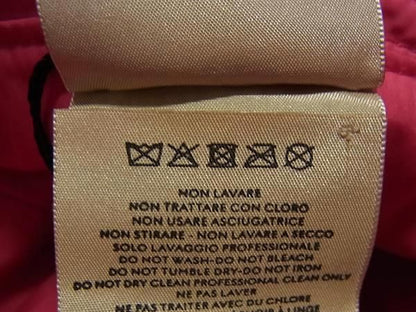 NON LAVARE
NON TRATTARE CON CLORO
NON USARE ASCIUGATRICE
NON STIRARE - NON LAVARE A SECCO
SOLO LAVAGGIO PROFESSIONALE
DO NOT WASH-DO NOT BLEACH
DO NOT TUMBLE DRY-DO NOT IRON
DO NOT DRY CLEAN PROFESSIONAL CLEAN ONLY
NE PAS LAVER
NE PAS TRAITER AVEC DU CHLORE
À LINGE